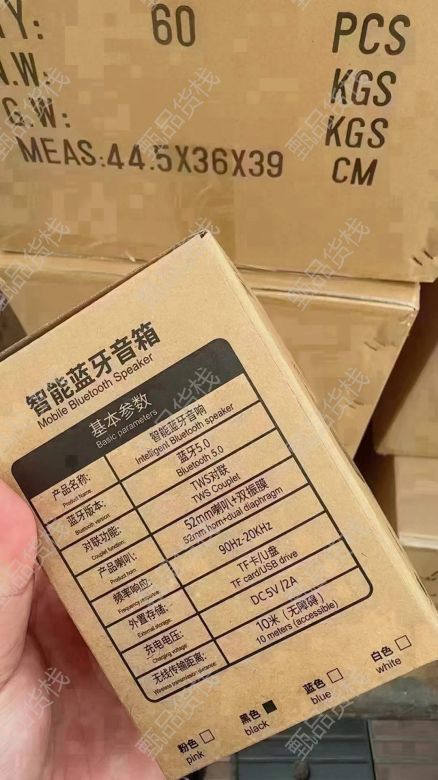 TY: 60 PCS
N.W.: KGS
G.W: KGS
MEAS:44.5X36X39 CM
智能蓝牙音箱
Mobile Bluetooth Speaker
基本参数
Basic parameters
产品名称: 智能蓝牙音响
Product Name: Intelligent Bluetooth speaker
蓝牙版本: 蓝牙5.0
Bluetooth version: Bluetooth 5.0
对联功能: TWS对联
Couplet function: TWS Couplet
产品喇叭: 52mm喇叭+双振膜
Product horn: 52mm horn+dual diaphragm
频率响应: 90Hz-20KHz
Frequency response:
外置存储: TF卡/U盘
External storage: TF card/USB drive
充电电压: DC5V/2A
Charging voltage:
无线传输距离: 10米（无障碍）
Wireless transmission distance: 10 meters (accessible)
粉色 黑色 蓝色 白色
pink black blue white
甄品货栈